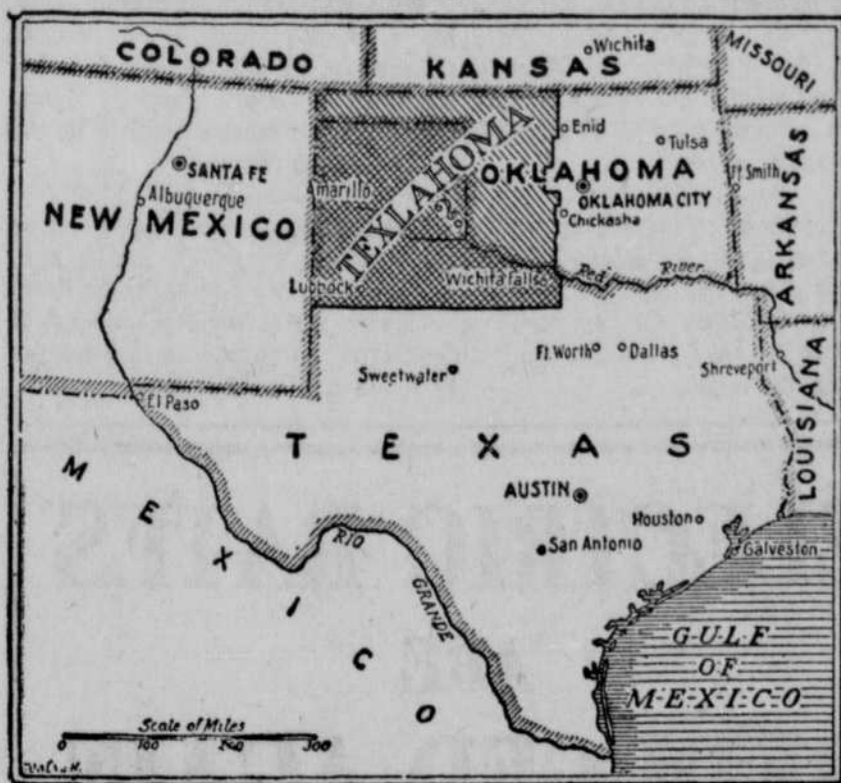 COLORADO
KANSAS
Wichita
MISSOURI
Enid
Tulsa
SANTA FE
Albuquerque
NEW MEXICO
Amarillo
TEXLAHOMA
OKLAHOMA
OKLAHOMA CITY
Chickasha
Ft. Smith
ARKANSAS
Lubbock
Wichita Falls
Red River
Sweetwater
Ft. Worth
Dallas
Shreveport
LOUISIANA
El Paso
TEXAS
MEXICO
AUSTIN
Houston
San Antonio
Galveston
RIO GRANDE
GULF
OF
MEXICO
Scale of Miles
0 100 200 300